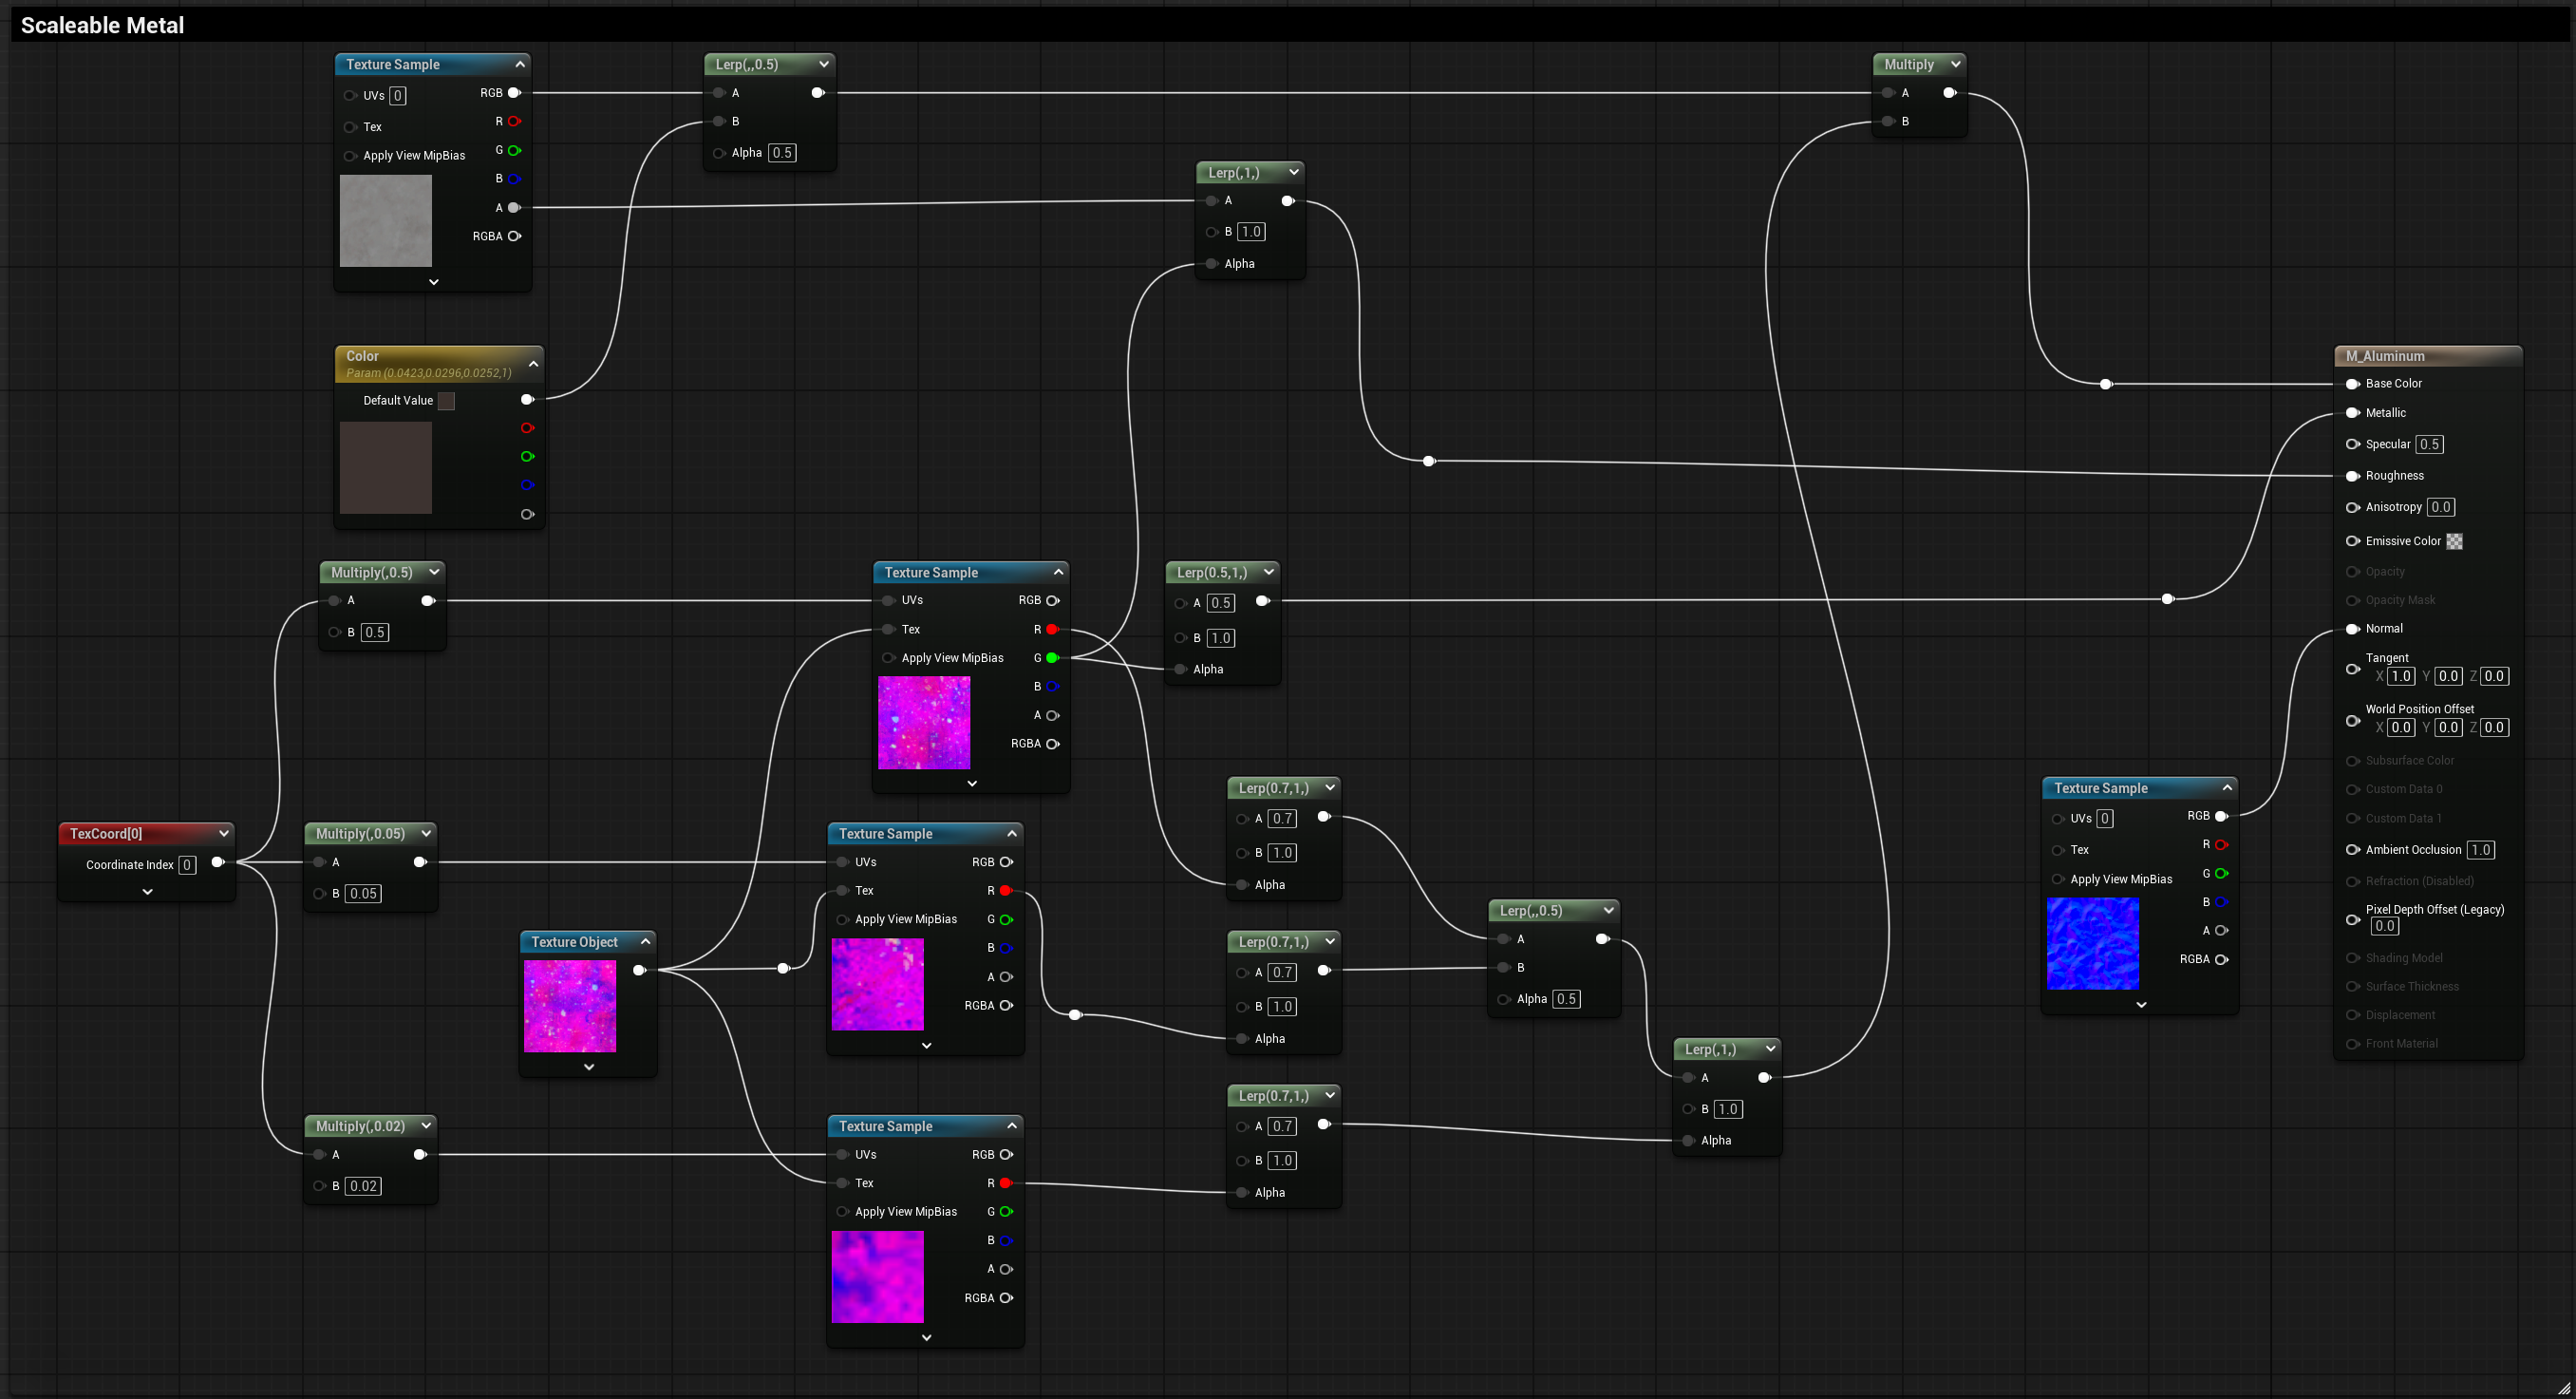 Scaleable Metal
Texture Sample
UVs 0
Tex
Apply View MipBias
RGB
R
G
B
A
RGBA
Lerp(,,0.5)
A
B
Alpha 0.5
Multiply
A
B
Lerp(,1,)
A
B 1.0
Alpha
Color
Param (0.0423,0.0296,0.0252,1)
Default Value
M_Aluminum
Base Color
Metallic
Specular 0.5
Roughness
Anisotropy 0.0
Emissive Color
Opacity
Opacity Mask
Normal
Tangent
X 1.0 Y 0.0 Z 0.0
World Position Offset
X 0.0 Y 0.0 Z 0.0
Subsurface Color
Custom Data 0
Custom Data 1
Ambient Occlusion 1.0
Refraction (Disabled)
Pixel Depth Offset (Legacy)
0.0
Shading Model
Surface Thickness
Displacement
Front Material
Multiply(,0.5)
A
B 0.5
Texture Sample
UVs
Tex
Apply View MipBias
RGB
R
G
B
A
RGBA
Lerp(0.5,1,)
A 0.5
B 1.0
Alpha
TexCoord[0]
Coordinate Index 0
Multiply(,0.05)
A
B 0.05
Texture Sample
UVs
Tex
Apply View MipBias
RGB
R
G
B
A
RGBA
Lerp(0.7,1,)
A 0.7
B 1.0
Alpha
Texture Sample
UVs 0
Tex
Apply View MipBias
RGB
R
G
B
A
RGBA
Texture Object
Lerp(0.7,1,)
A 0.7
B 1.0
Alpha
Lerp(,,0.5)
A
B
Alpha 0.5
Multiply(,0.02)
A
B 0.02
Texture Sample
UVs
Tex
Apply View MipBias
RGB
R
G
B
A
RGBA
Lerp(0.7,1,)
A 0.7
B 1.0
Alpha
Lerp(,1,)
A
B 1.0
Alpha